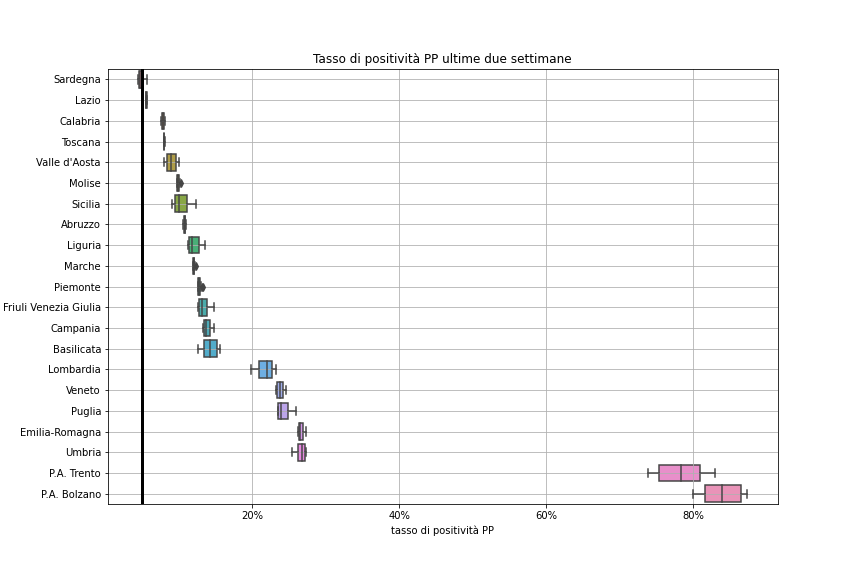 Tasso di positività PP ultime due settimane
Sardegna
Lazio
Calabria
Toscana
Valle d'Aosta
Molise
Sicilia
Abruzzo
Liguria
Marche
Piemonte
Friuli Venezia Giulia
Campania
Basilicata
Lombardia
Veneto
Puglia
Emilia-Romagna
Umbria
P.A. Trento
P.A. Bolzano
20% 40% 60% 80%
tasso di positività PP